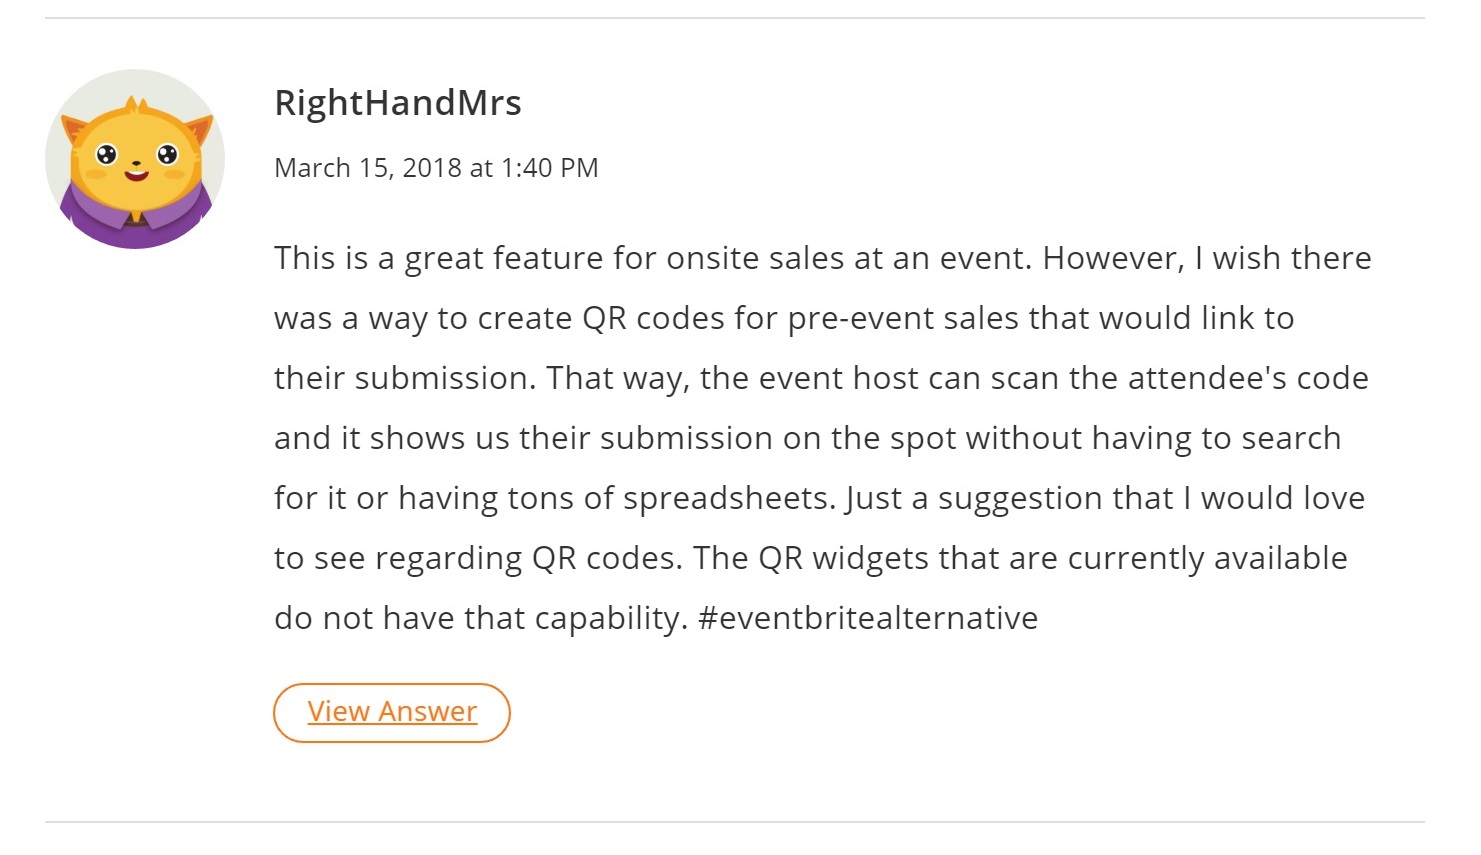 RightHandMrs
March 15, 2018 at 1:40 PM
This is a great feature for onsite sales at an event. However, I wish there
was a way to create QR codes for pre-event sales that would link to
their submission. That way, the event host can scan the attendee's code
and it shows us their submission on the spot without having to search
for it or having tons of spreadsheets. Just a suggestion that I would love
to see regarding QR codes. The QR widgets that are currently available
do not have that capability. #eventbritealternative
View Answer